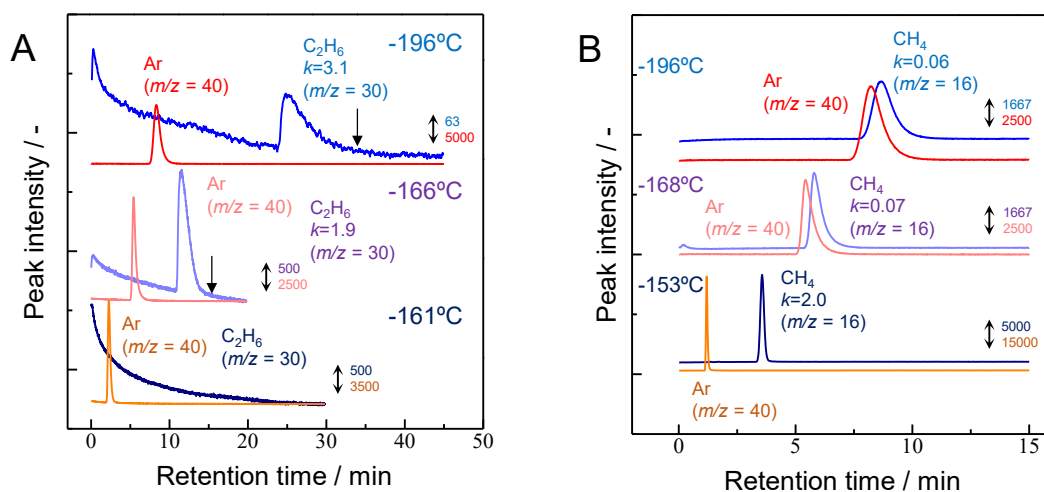 A
-196ºC
C₂H₆
k=3.1
(m/z = 30)
Ar
(m/z = 40)
63
5000
-166ºC
Ar
(m/z = 40)
C₂H₆
k=1.9
(m/z = 30)
500
2500
-161ºC
Ar
(m/z = 40)
C₂H₆
(m/z = 30)
500
3500
Peak intensity / -
0 10 20 30 40 50
Retention time / min
B
-196ºC
CH₄
k=0.06
(m/z = 16)
Ar
(m/z = 40)
1667
2500
-168ºC
CH₄
k=0.07
(m/z = 16)
Ar
(m/z = 40)
1667
2500
-153ºC
CH₄
k=2.0
(m/z = 16)
5000
15000
Ar
(m/z = 40)
Peak intensity / -
0 5 10 15
Retention time / min